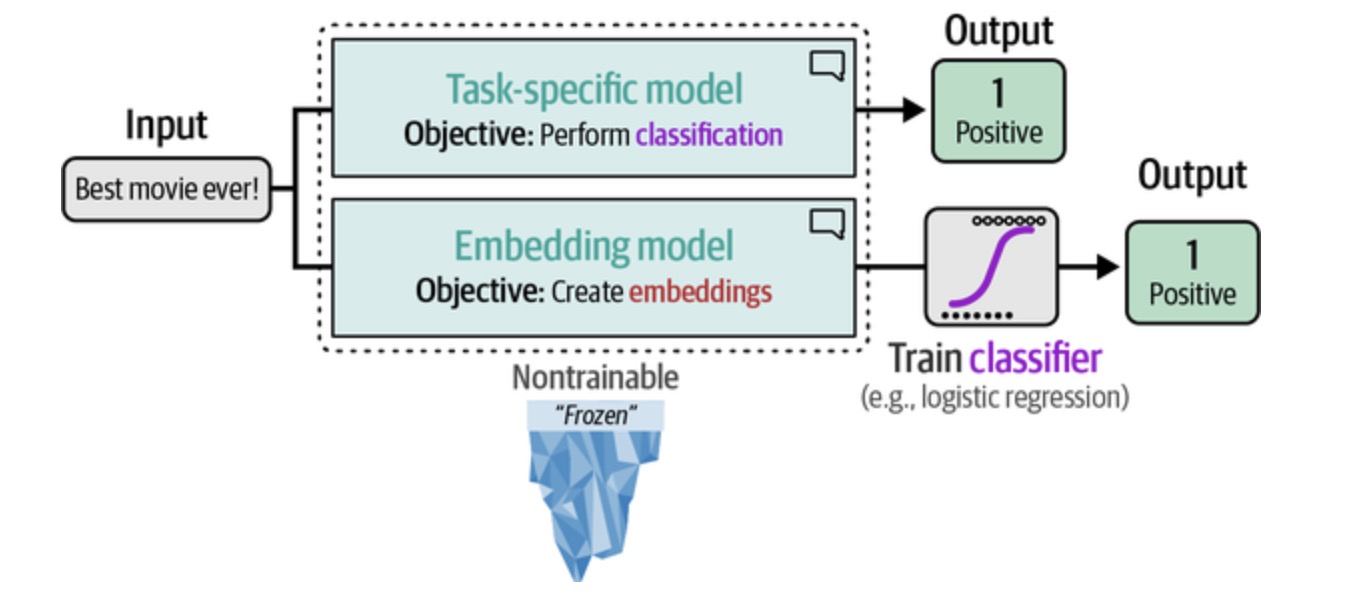 Input
Best movie ever!
Task-specific model
Objective: Perform classification
Output
1
Positive
Embedding model
Objective: Create embeddings
Train classifier
(e.g., logistic regression)
Output
1
Positive
Nontrainable
“Frozen”